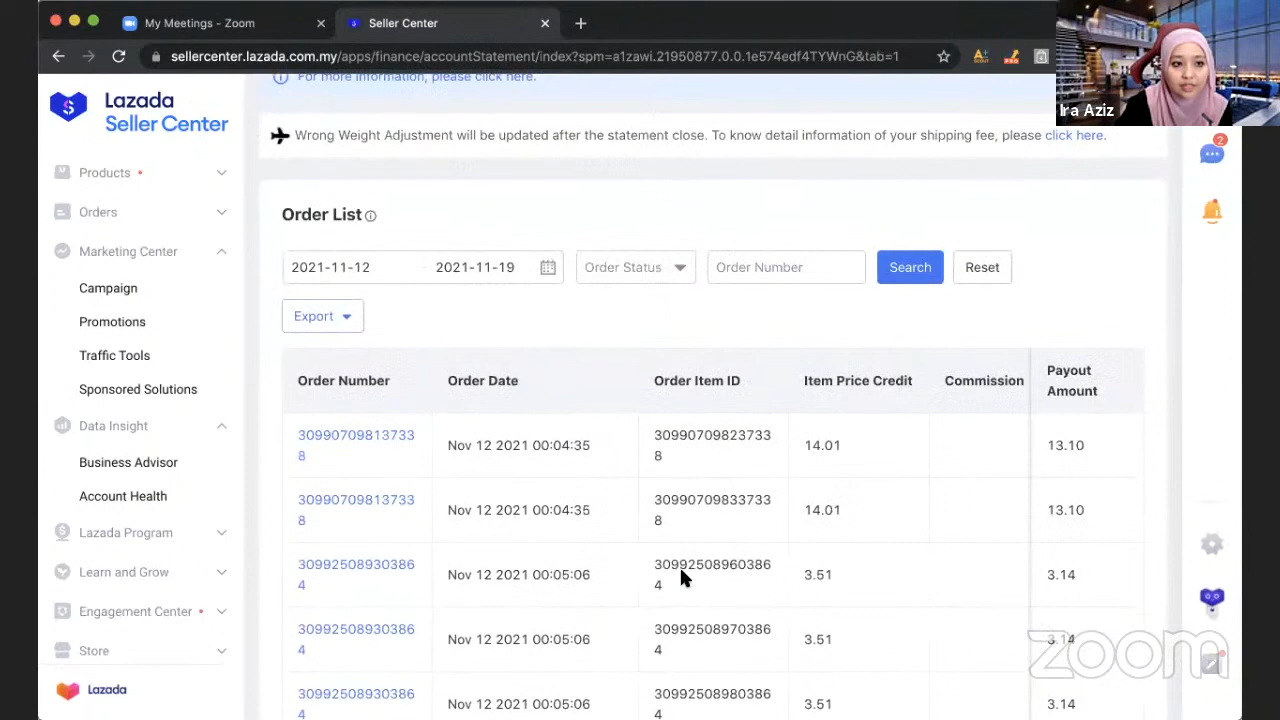 My Meetings - Zoom
Seller Center
sellercenter.lazada.com.my/apps/finance/accountStatement/index?spm=a1zawi.21950877.0.0.1e574edf4TYWnG&tab=1
For more information, please click here.
Lazada
Seller Center
Wrong Weight Adjustment will be updated after the statement close. To know detail information of your shipping fee, please click here.
Ira Aziz
2
Products
Orders
Marketing Center
Campaign
Promotions
Traffic Tools
Sponsored Solutions
Data Insight
Business Advisor
Account Health
Lazada Program
Learn and Grow
Engagement Center
Store
Lazada
Order List
2021-11-12 - 2021-11-19
Order Status
Order Number
Search
Reset
Export
Order Number Order Date Order Item ID Item Price Credit Commission Payout Amount
309907098137338 Nov 12 2021 00:04:35 309907098237338 14.01 13.10
309907098137338 Nov 12 2021 00:04:35 309907098337338 14.01 13.10
309925089303864 Nov 12 2021 00:05:06 309925089603864 3.51 3.14
309925089303864 Nov 12 2021 00:05:06 309925089703864 3.51 3.14
309925089303864 Nov 12 2021 00:05:06 309925089803864 3.51 3.14
zoom